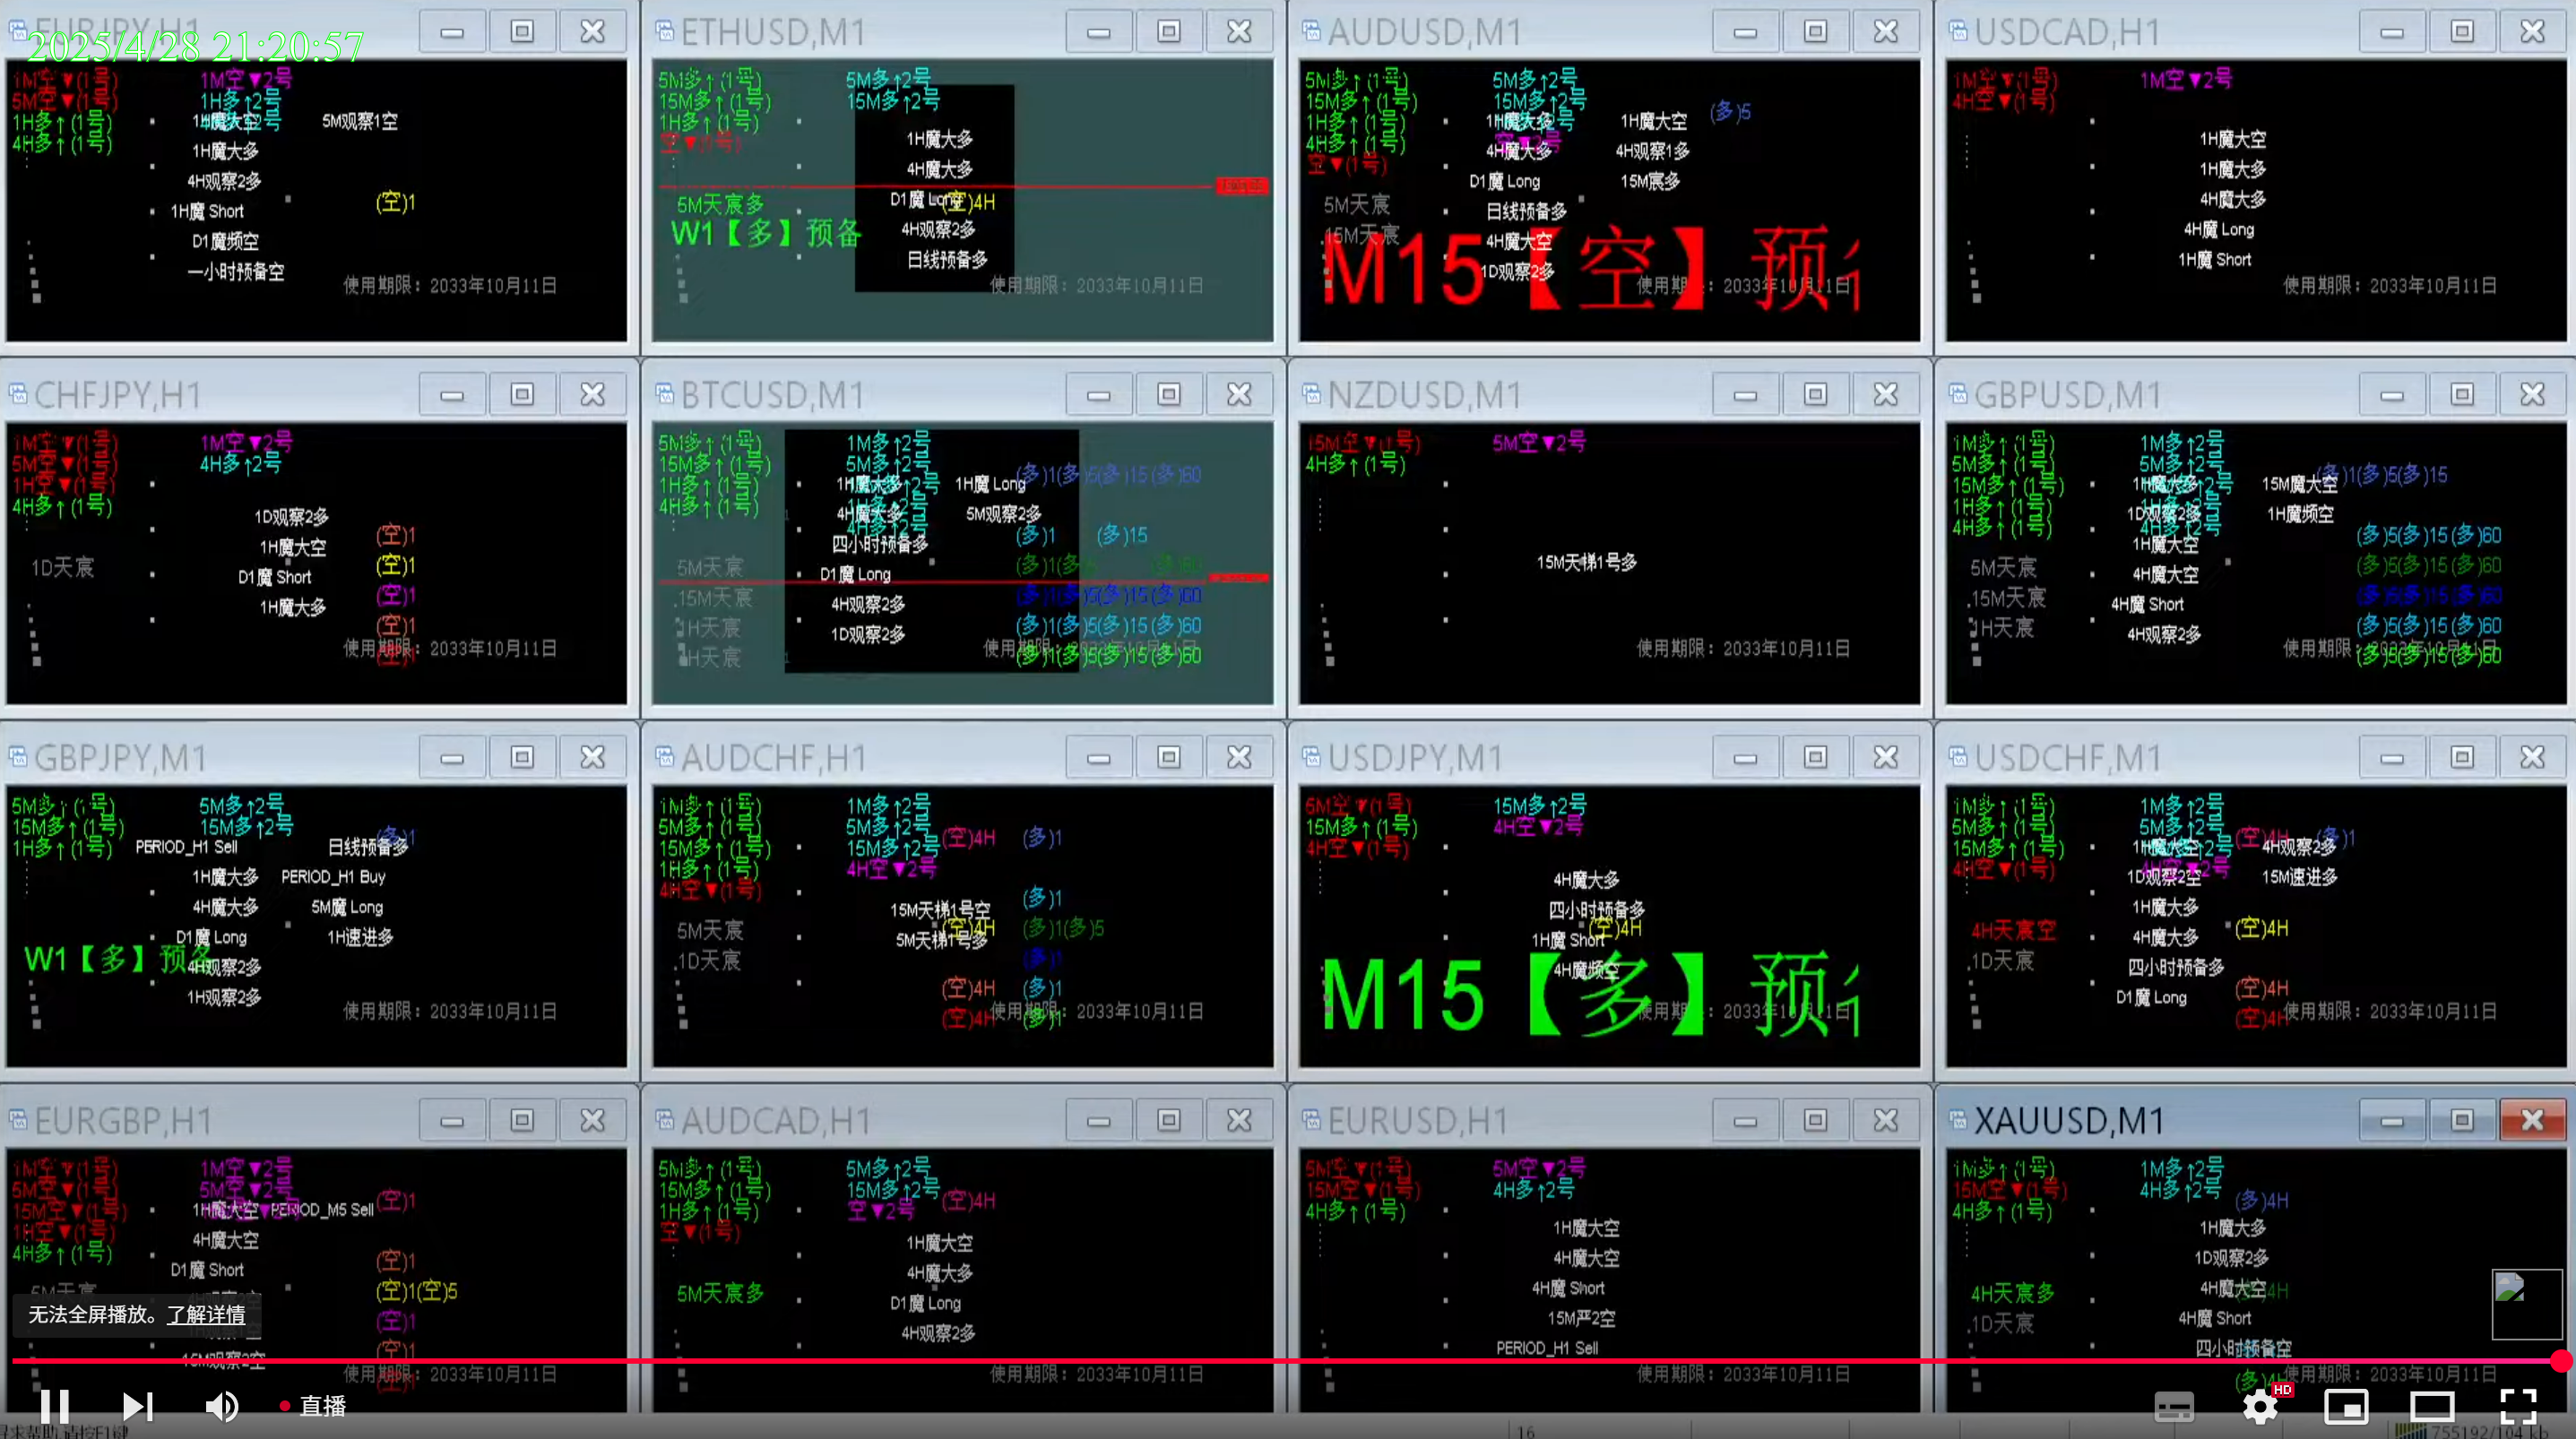 EURJPY,H1
2025/4/28 21:20:57
1M空▼(1号)
5M空▼(1号)
1H多↑(1号)
4H多↑(1号)
1M空▼2号
1H多↑2号
1H魔大空
5M观察1空
1H魔大多
4H观察2多
(空)1
1H魔 Short
D1魔频空
一小时预备空
使用期限：2033年10月11日
ETHUSD,M1
5M多↑(1号)
15M多↑(1号)
1H多↑(1号)
空▼(1号)
5M多↑2号
15M多↑2号
1H魔大多
4H魔大多
D1魔 Long
(空)4H
5M天宸多
W1【多】预备
4H观察2多
日线预备多
使用期限：2033年10月11日
AUDUSD,M1
5M多↑(1号)
15M多↑(1号)
1H多↑(1号)
4H多↑(1号)
空▼(1号)
5M多↑2号
15M多↑2号
1H魔大多
1H魔大空
(多)5
4H魔大多
4H观察1多
D1魔 Long
15M宸多
5M天宸
日线预备多
15M天宸
4H魔大空
M15【空】预
1D观察2多
使用期限：2033年10月11日
USDCAD,H1
1M空▼(1号)
4H空▼(1号)
1M空▼2号
1H魔大空
1H魔大多
4H魔大多
4H魔 Long
1H魔 Short
使用期限：2033年10月11日
CHFJPY,H1
1M空▼(1号)
5M空▼(1号)
1H空▼(1号)
4H多↑(1号)
1M空▼2号
4H多↑2号
1D观察2多
(空)1
1H魔大空
(空)1
1D天宸
D1魔 Short
(空)1
1H魔大多
(空)1
使用期限：2033年10月11日
BTCUSD,M1
5M多↑(1号)
15M多↑(1号)
1H多↑(1号)
4H多↑(1号)
1M多↑2号
5M多↑2号
1H魔大多
1H魔 Long
(多)1(多)5(多)15(多)60
4H魔大多
5M观察2多
四小时预备多
(多)1 (多)15
5M天宸
D1魔 Long
15M天宸
4H观察2多
(多)1(多)5(多)15(多)60
1H天宸
1D观察2多
(多)1(多)5(多)15(多)60
H天宸
(多)1(多)5(多)15(多)60
NZDUSD,M1
15M空▼(1号)
4H多↑(1号)
5M空▼2号
15M天梯1号多
使用期限：2033年10月11日
GBPUSD,M1
1M多↑(1号)
5M多↑(1号)
15M多↑(1号)
1H多↑(1号)
4H多↑(1号)
1M多↑2号
5M多↑2号
15M魔大空
(多)1(多)5(多)15
1D观察2多
1H魔频空
1H魔大空
(多)5(多)15(多)60
5M天宸
4H魔大空
(多)5(多)15(多)60
15M天宸
4H魔 Short
(多)5(多)15(多)60
1H天宸
4H观察2多
(多)5(多)15(多)60
(多)5(多)15(多)60
GBPJPY,M1
5M多↑(1号)
15M多↑(1号)
1H多↑(1号)
5M多↑2号
15M多↑2号
(多)1
PERIOD_H1 Sell
日线预备多
1H魔大多
PERIOD_H1 Buy
4H魔大多
5M魔 Long
D1魔 Long
1H速进多
W1【多】预备
4H观察2多
1H观察2多
使用期限：2033年10月11日
AUDCHF,H1
1M多↑(1号)
5M多↑(1号)
15M多↑(1号)
1H多↑(1号)
4H空▼(1号)
1M多↑2号
5M多↑2号
15M多↑2号
4H空▼2号
(空)4H (多)1
15M天梯1号空
(多)1
5M天宸
(空)4H
(多)1(多)5
5M天梯1号多
1D天宸
(多)1
(空)4H (多)1
(空)4H (多)1
使用期限：2033年10月11日
USDJPY,M1
5M空▼(1号)
15M多↑(1号)
4H空▼(1号)
15M多↑2号
4H空▼2号
4H魔大多
四小时预备多
(空)4H
1H魔 Short
4H魔频空
M15【多】预
使用期限：2033年10月11日
USDCHF,M1
1M多↑(1号)
5M多↑(1号)
15M多↑(1号)
4H空▼(1号)
1M多↑2号
5M多↑2号
(空)4H (多)1
1H魔大空
4H观察2多
1D观察2空
15M速进多
1H魔大多
4H天宸空
4H魔大多
(空)4H
1D天宸
四小时预备多
D1魔 Long
(空)4H
(空)4H
使用期限：2033年10月11日
EURGBP,H1
1M空▼(1号)
5M空▼(1号)
15M空▼(1号)
1H空▼(1号)
4H多↑(1号)
1M空▼2号
5M空▼2号
(空)1
1H魔大空
PERIOD_M5 Sell
4H魔大空
D1魔 Short
(空)1
5M天宸
(空)1(空)5
(空)1
(空)1
15M观察2空
使用期限：2033年10月11日
AUDCAD,H1
5M多↑(1号)
15M多↑(1号)
1H多↑(1号)
空▼(1号)
5M多↑2号
15M多↑2号
空▼2号
(空)4H
1H魔大空
4H魔大多
5M天宸多
D1魔 Long
4H观察2多
使用期限：2033年10月11日
EURUSD,H1
5M空▼(1号)
15M空▼(1号)
4H多↑(1号)
5M空▼2号
4H多↑2号
1H魔大空
4H魔大空
4H魔 Short
15M严2空
PERIOD_H1 Sell
使用期限：2033年10月11日
XAUUSD,M1
1M多↑(1号)
15M空▼(1号)
4H多↑(1号)
1M多↑2号
4H多↑2号
(多)4H
1H魔大多
1D观察2多
4H天宸多
4H魔大空
1D天宸
4H魔 Short
四小时预备空
(多)4H
使用期限：2033年10月11日
无法全屏播放。了解详情
直播
HD
16
755192/104 kb